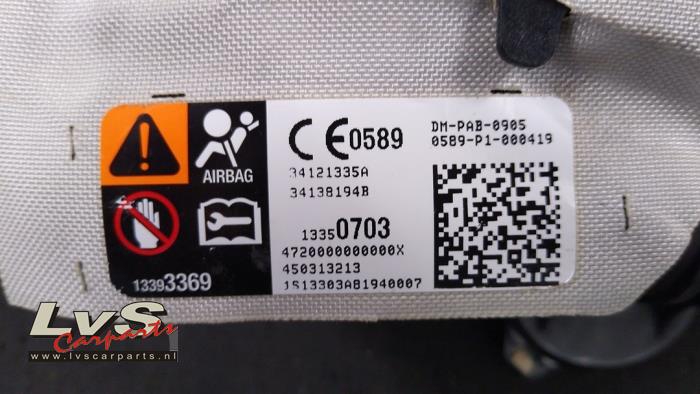 AIRBAG
13393369
CE0589
34121335A
34138194B
13350703
4720000000000X
450313213
1S13303A81940007
DM-PAB-0905
0589-P1-000419
LvS
Carparts
www.lvscarparts.nl